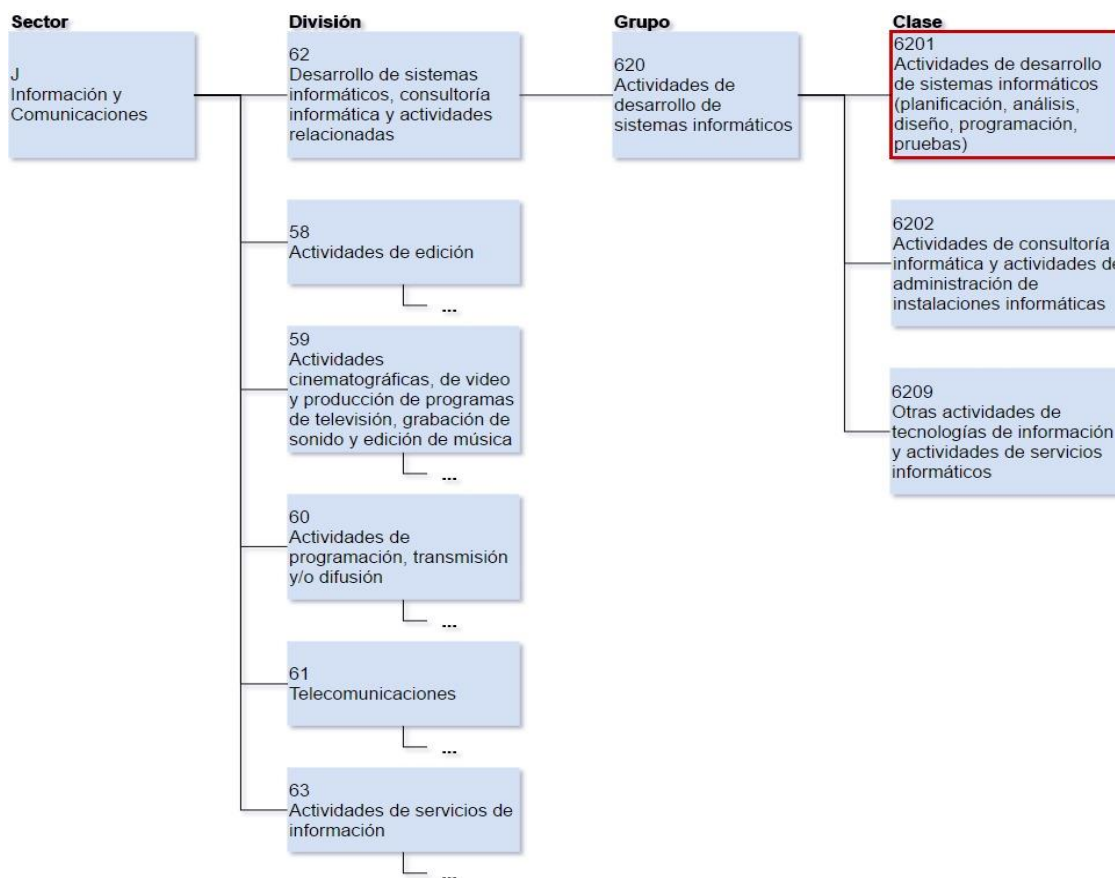 Sector
División
Grupo
Clase
J
Información y
Comunicaciones
62
Desarrollo de sistemas
informáticos, consultoría
informática y actividades
relacionadas
620
Actividades de
desarrollo de
sistemas informáticos
6201
Actividades de desarrollo
de sistemas informáticos
(planificación, análisis,
diseño, programación,
pruebas)
58
Actividades de edición
...
59
Actividades
cinematográficas, de video
y producción de programas
de televisión, grabación de
sonido y edición de música
...
60
Actividades de
programación, transmisión
y/o difusión
...
61
Telecomunicaciones
...
63
Actividades de servicios de
información
...
6202
Actividades de consultoría
informática y actividades de
administración de
instalaciones informáticas
6209
Otras actividades de
tecnologías de información
y actividades de servicios
informáticos